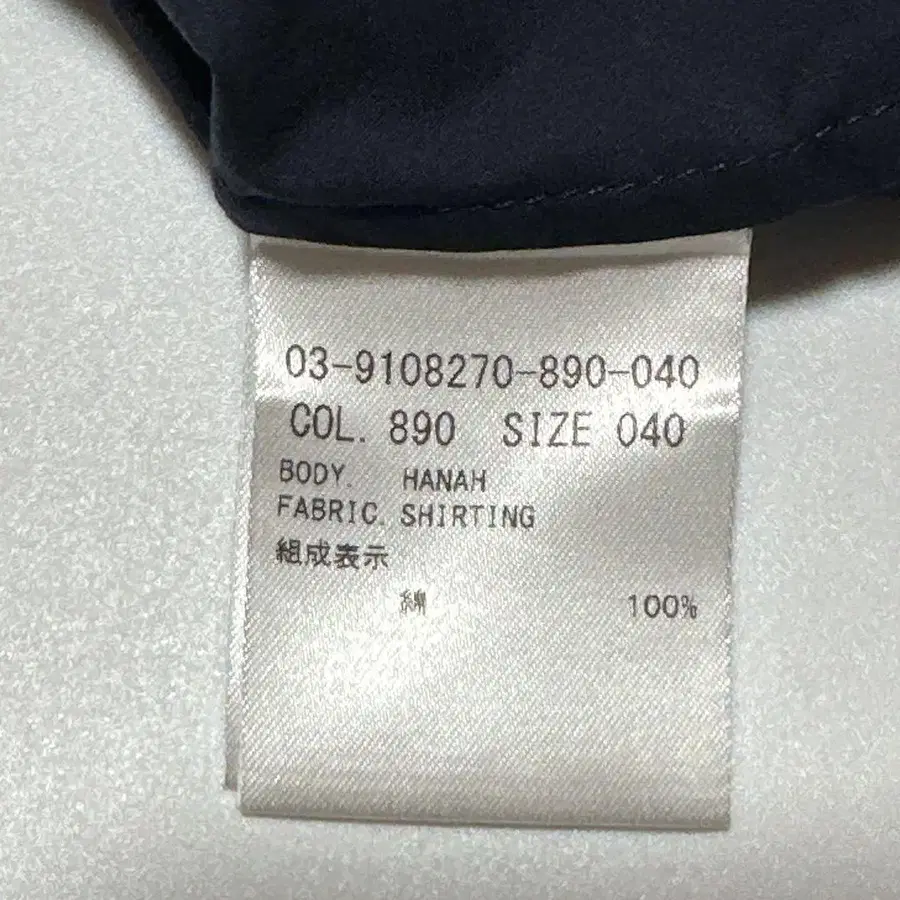 03-9108270-890-040
COL. 890 SIZE 040
BODY. HANAH
FABRIC. SHIRTING
組成表示
綿 100%